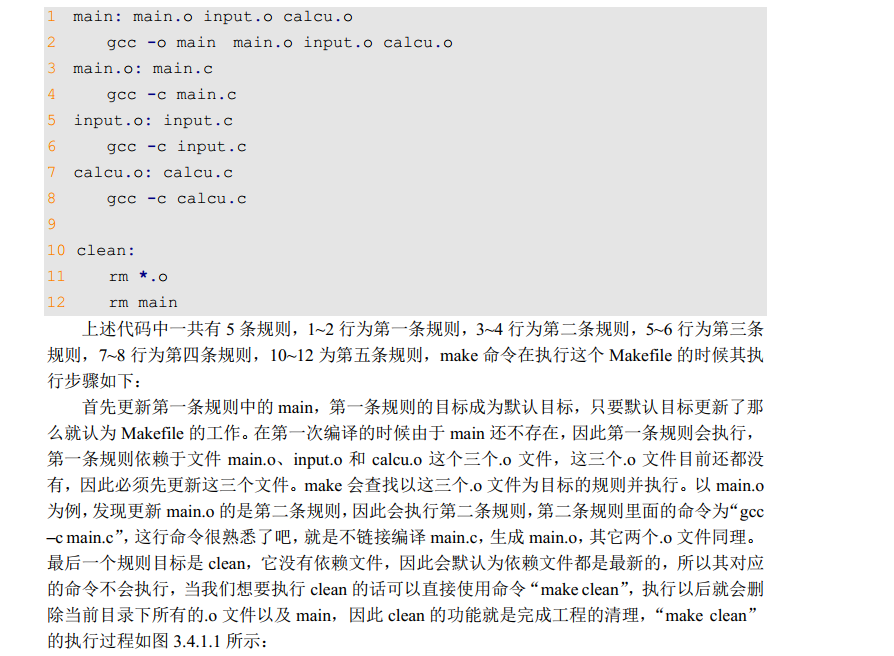 1 main: main.o input.o calcu.o
2 gcc -o main main.o input.o calcu.o
3 main.o: main.c
4 gcc -c main.c
5 input.o: input.c
6 gcc -c input.c
7 calcu.o: calcu.c
8 gcc -c calcu.c
9
10 clean:
11 rm *.o
12 rm main
上述代码中一共有 5 条规则，1~2 行为第一条规则，3~4 行为第二条规则，5~6 行为第三条
规则，7~8 行为第四条规则，10~12 为第五条规则，make 命令在执行这个 Makefile 的时候其执
行步骤如下：
首先更新第一条规则中的 main，第一条规则的目标成为默认目标，只要默认目标更新了那
么就认为 Makefile 的工作。在第一次编译的时候由于 main 还不存在，因此第一条规则会执行，
第一条规则依赖于文件 main.o、input.o 和 calcu.o 这个三个.o 文件，这三个.o 文件目前还都没
有，因此必须先更新这三个文件。make 会查找以这三个.o 文件为目标的规则并执行。以 main.o
为例，发现更新 main.o 的是第二条规则，因此会执行第二条规则，第二条规则里面的命令为“gcc
–c main.c”，这行命令很熟悉了吧，就是不链接编译 main.c，生成 main.o，其它两个.o 文件同理。
最后一个规则目标是 clean，它没有依赖文件，因此会默认为依赖文件都是最新的，所以其对应
的命令不会执行，当我们想要执行 clean 的话可以直接使用命令“make clean”，执行以后就会删
除当前目录下所有的.o 文件以及 main，因此 clean 的功能就是完成工程的清理，“make clean”
的执行过程如图 3.4.1.1 所示：